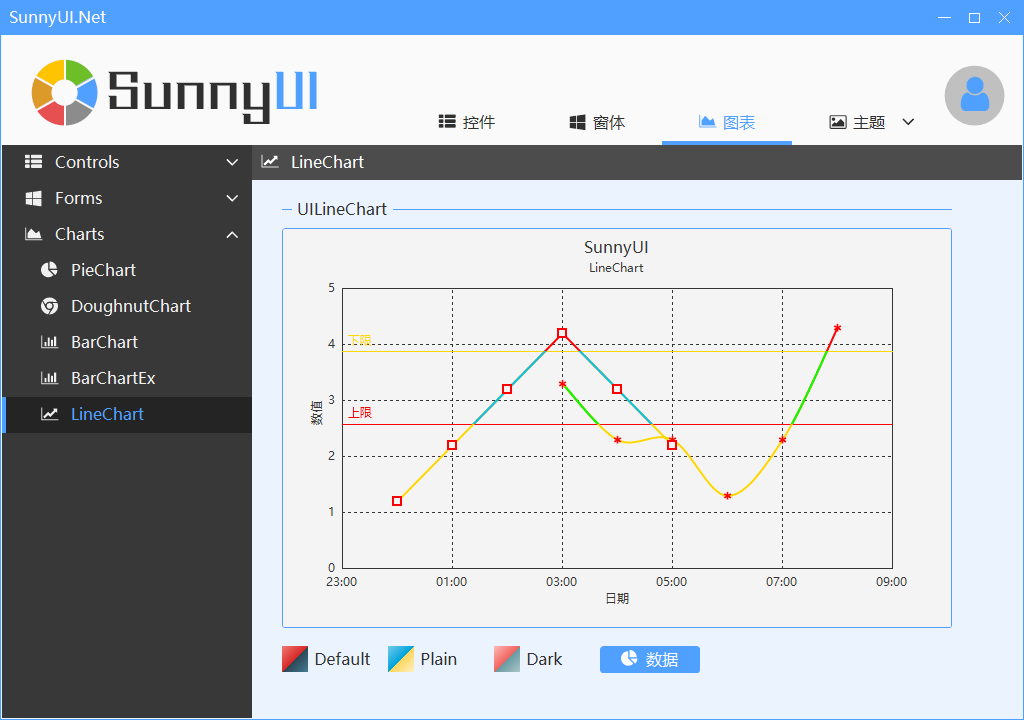 SunnyUI.Net
SunnyUI
控件 窗体 图表 主题
Controls
Forms
Charts
PieChart
DoughnutChart
BarChart
BarChartEx
LineChart
LineChart
UILineChart
SunnyUI
LineChart
数值
5
4
3
2
1
0
下限
上限
23:00 01:00 03:00 05:00 07:00 09:00
日期
Default Plain Dark 数据